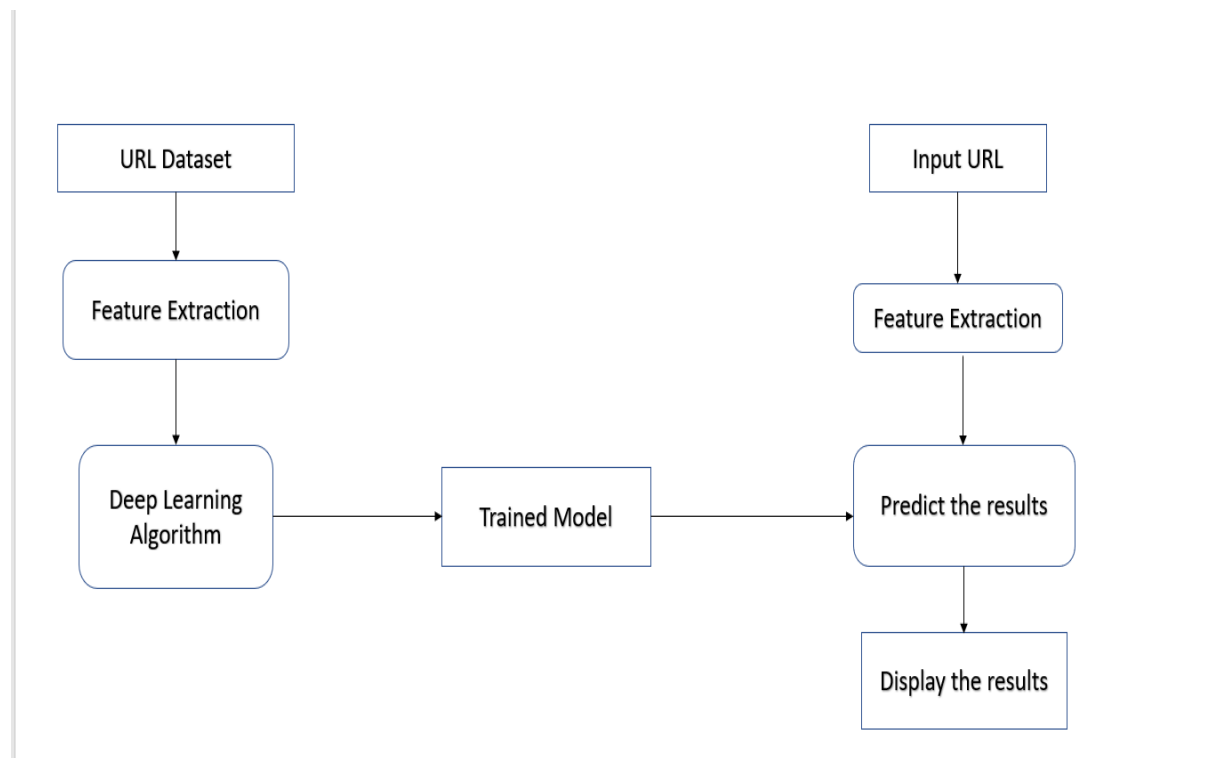 URL Dataset
Input URL
Feature Extraction
Feature Extraction
Deep Learning
Algorithm
Trained Model
Predict the results
Display the results